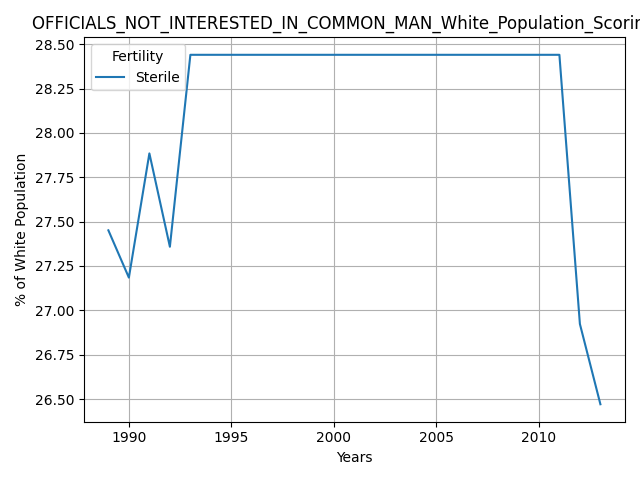 OFFICIALS_NOT_INTERESTED_IN_COMMON_MAN_White_Population_Scorin
28.50
28.25
28.00
27.75
27.50
27.25
27.00
26.75
26.50
% of White Population
Fertility
Sterile
1990
1995
2000
2005
2010
Years